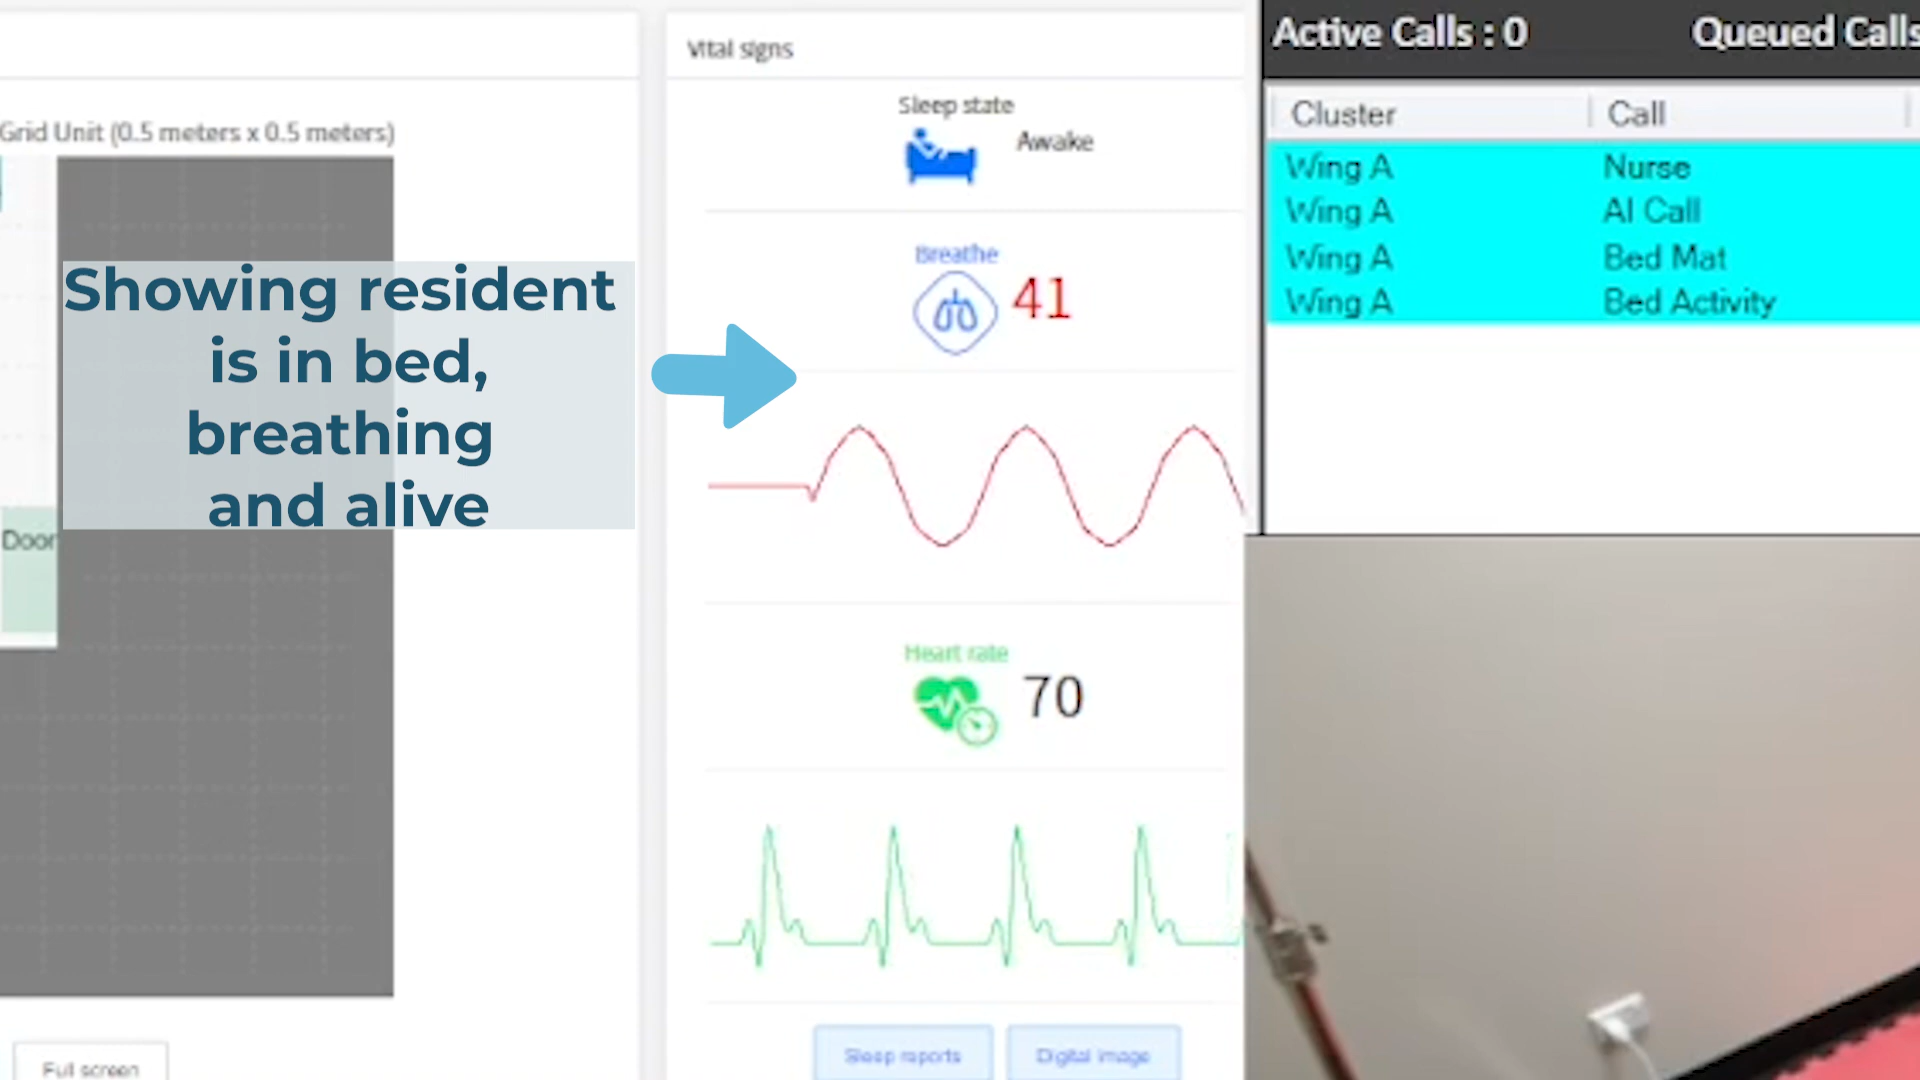 Grid Unit (0.5 meters x 0.5 meters)
Door
Full screen
Showing resident
is in bed,
breathing
and alive
Vital signs
Sleep state
Awake
Breathe
41
Heart rate
70
Sleep reports
Digital image
Active Calls : 0
Queued Calls
Cluster
Call
Wing A
Nurse
Wing A
AI Call
Wing A
Bed Mat
Wing A
Bed Activity